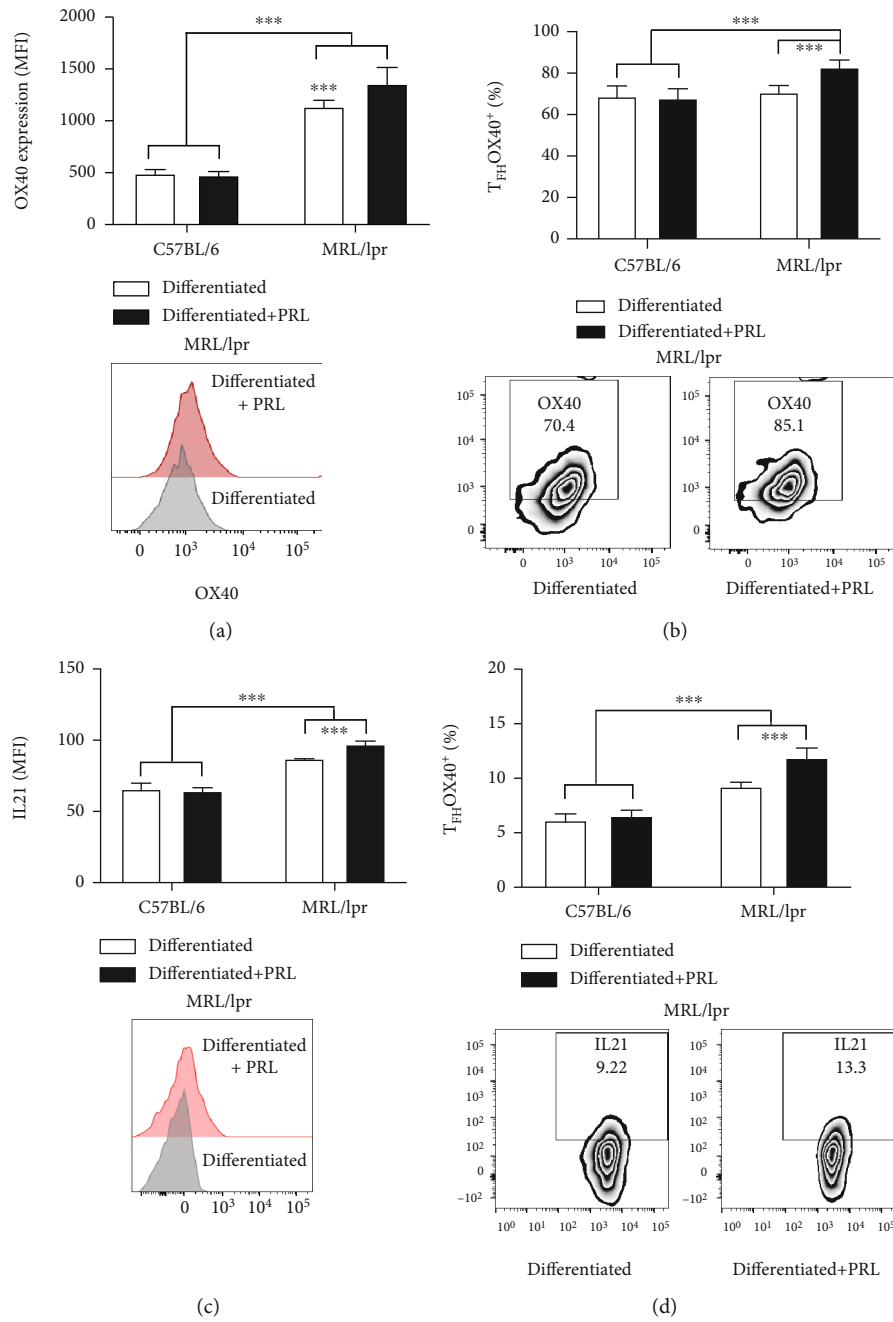 OX40 expression (MFI)
2000
1500
1000
500
0
***
***
C57BL/6
MRL/lpr
Differentiated
Differentiated+PRL
MRL/lpr
Differentiated
+ PRL
Differentiated
0
10³
10⁴
10⁵
OX40
(a)
TFHOX40⁺ (%)
100
80
60
40
20
0
***
***
C57BL/6
MRL/lpr
Differentiated
Differentiated+PRL
MRL/lpr
10⁵
10⁴
10³
0
OX40
70.4
0
10³
10⁴
10⁵
Differentiated
10⁵
10⁴
10³
0
OX40
85.1
0
10³
10⁴
10⁵
Differentiated+PRL
(b)
IL21 (MFI)
150
100
50
0
***
***
C57BL/6
MRL/lpr
Differentiated
Differentiated+PRL
MRL/lpr
Differentiated
+ PRL
Differentiated
0
10³
10⁴
10⁵
(c)
TFHOX40⁺ (%)
20
15
10
5
0
***
***
C57BL/6
MRL/lpr
Differentiated
Differentiated+PRL
MRL/lpr
10⁵
10⁴
10³
10²
0
–10²
IL21
9.22
10⁰
10¹
10²
10³
10⁴
10⁵
Differentiated
10⁵
10⁴
10³
10²
0
–10²
IL21
13.3
10⁰
10¹
10²
10³
10⁴
10⁵
Differentiated+PRL
(d)